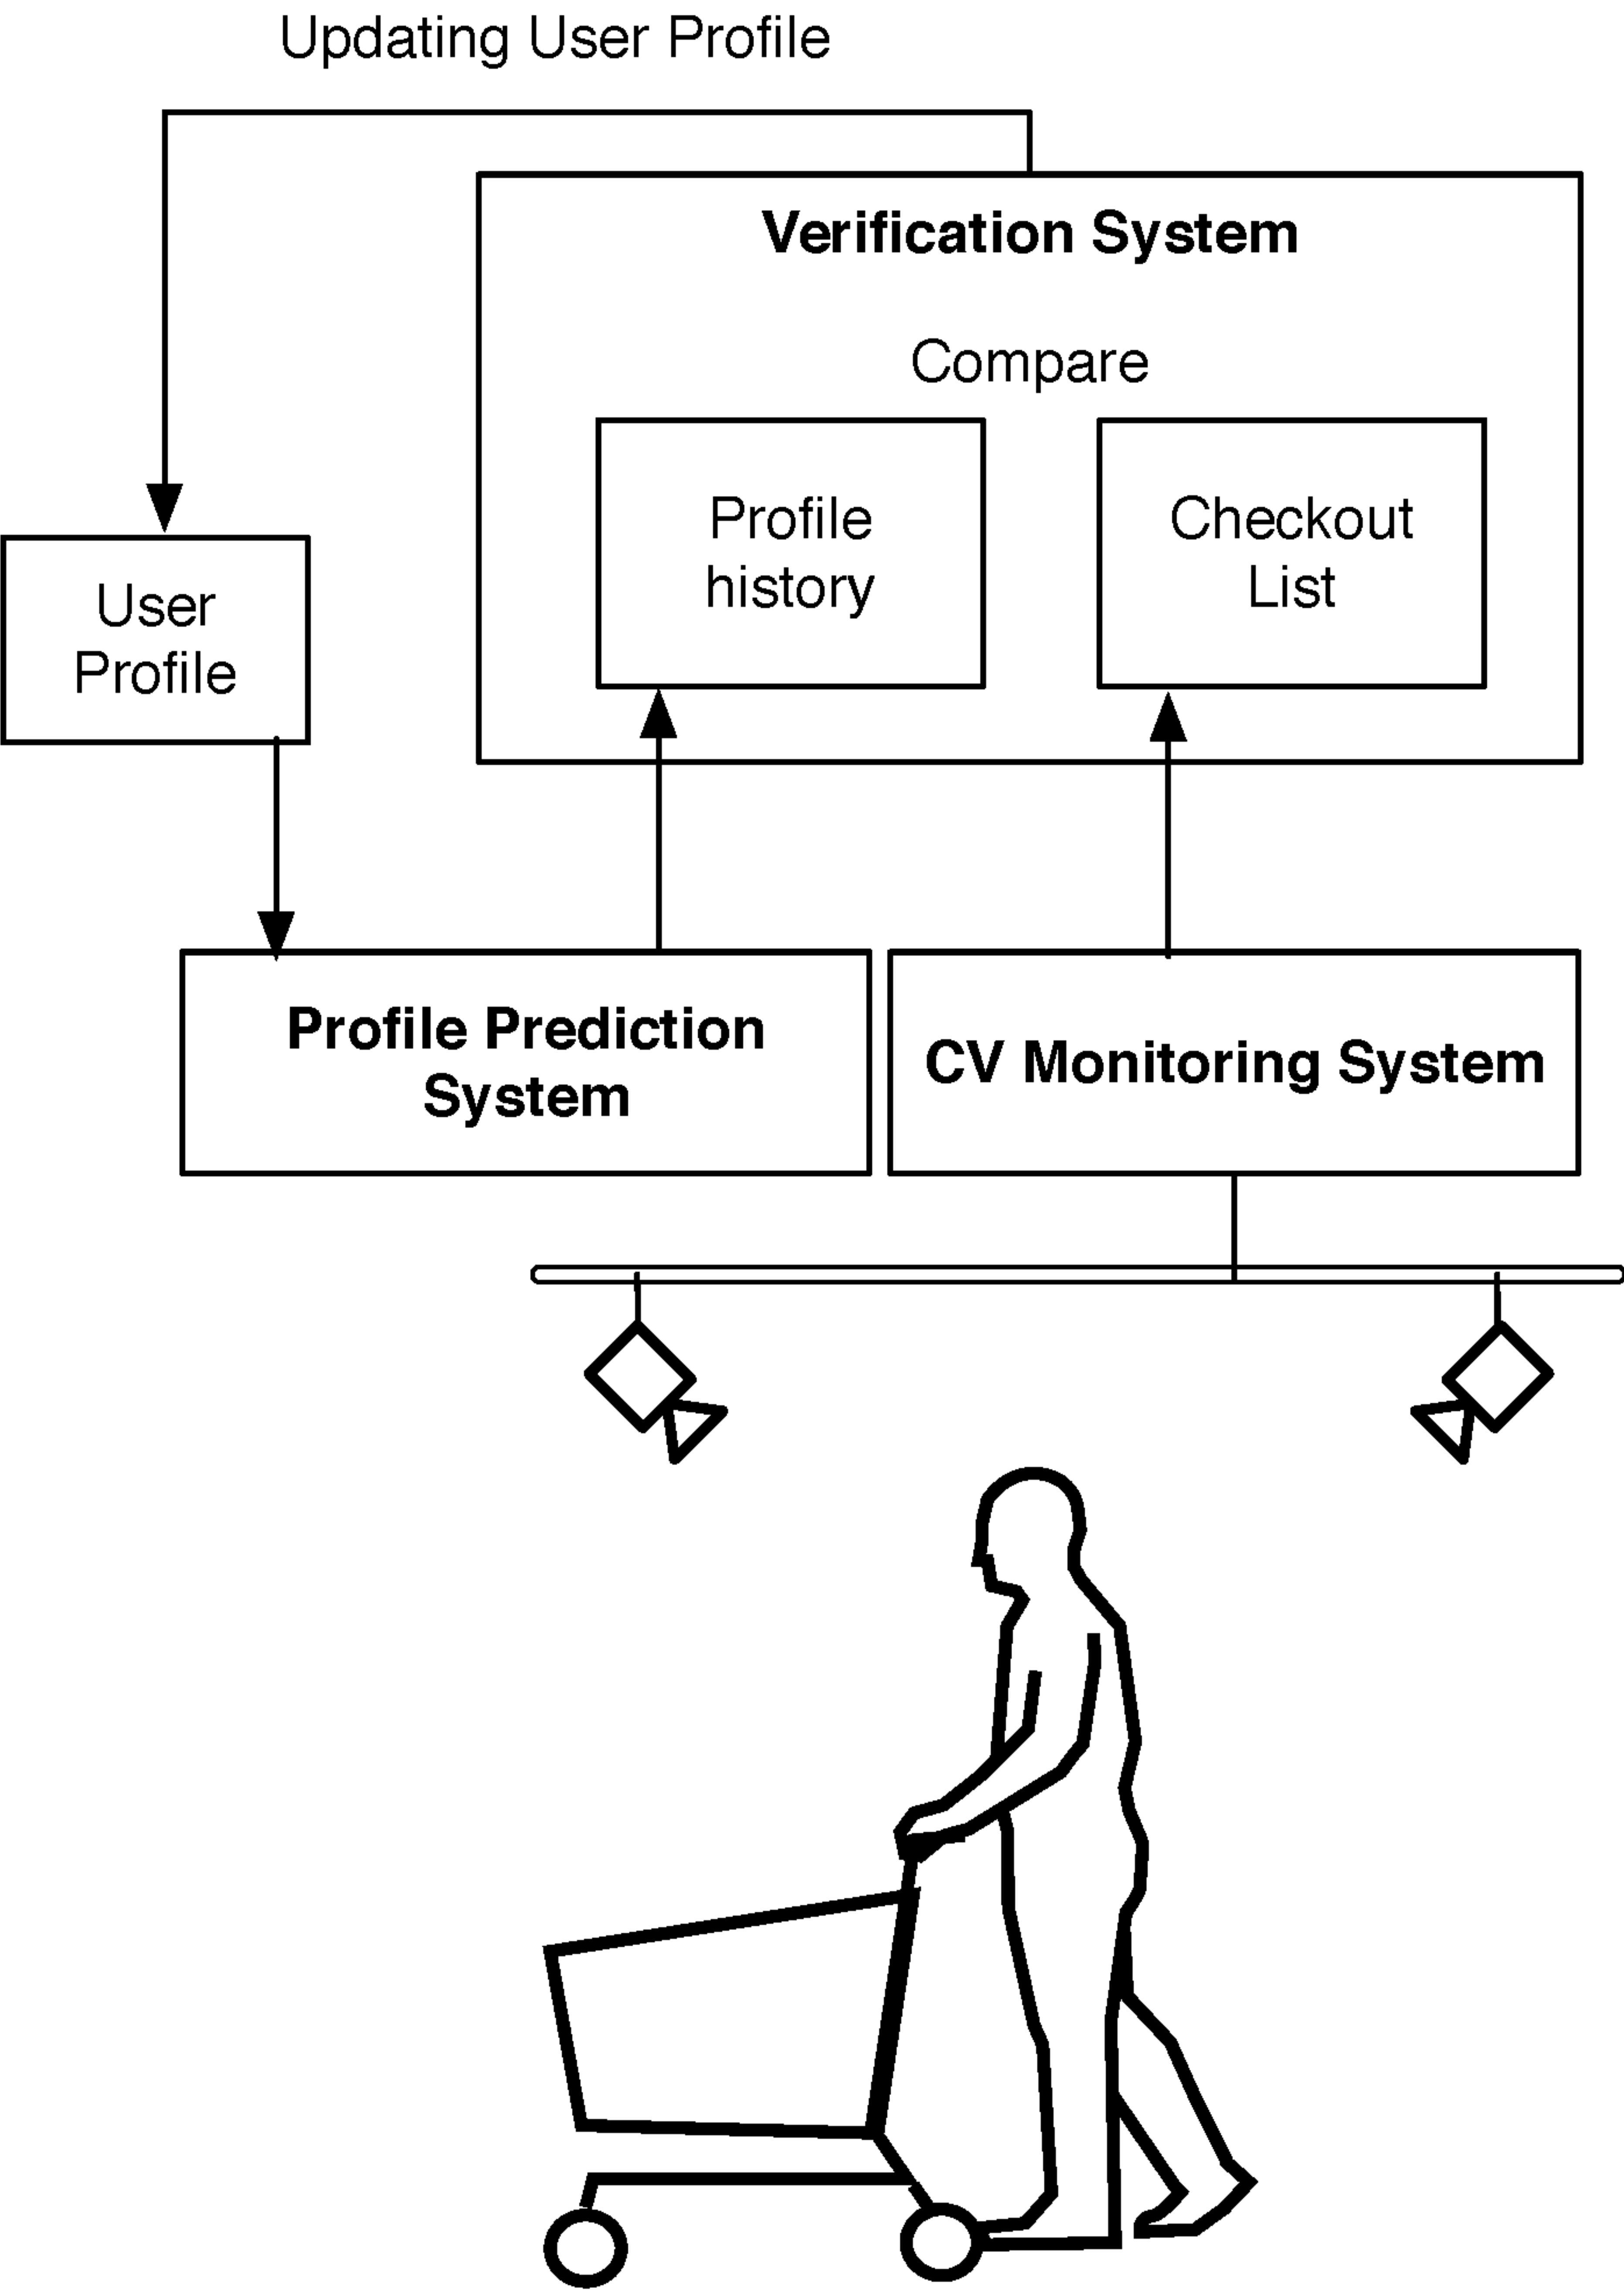 Updating User Profile
Verification System
Compare
Profile
history
Checkout
List
User
Profile
Profile Prediction
System
CV Monitoring System